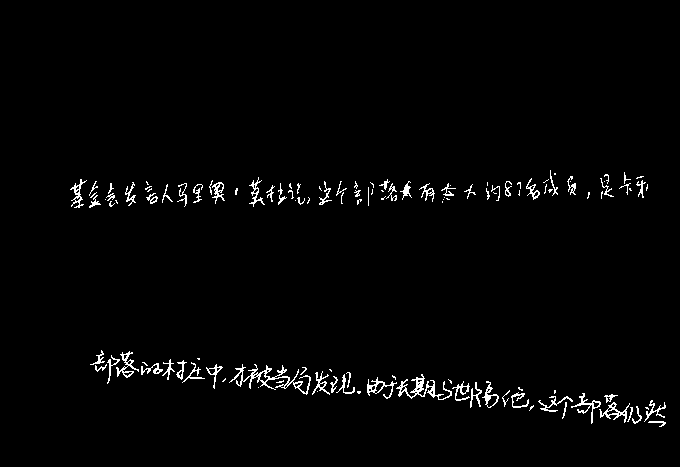 基金会发言人马里奥·莫拉说,这个部落共有大约87名成员,是卡亚
部落的村庄中,才被当局发现。由于长期与世隔绝,这个部落仍然